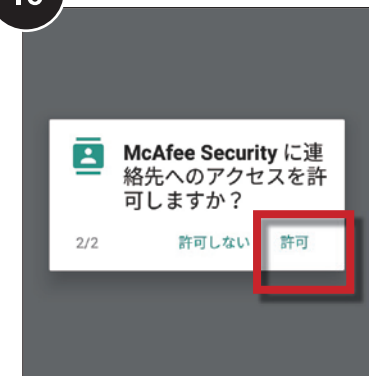 McAfee Security に連
絡先へのアクセスを許
可しますか？
2/2
許可しない
許可